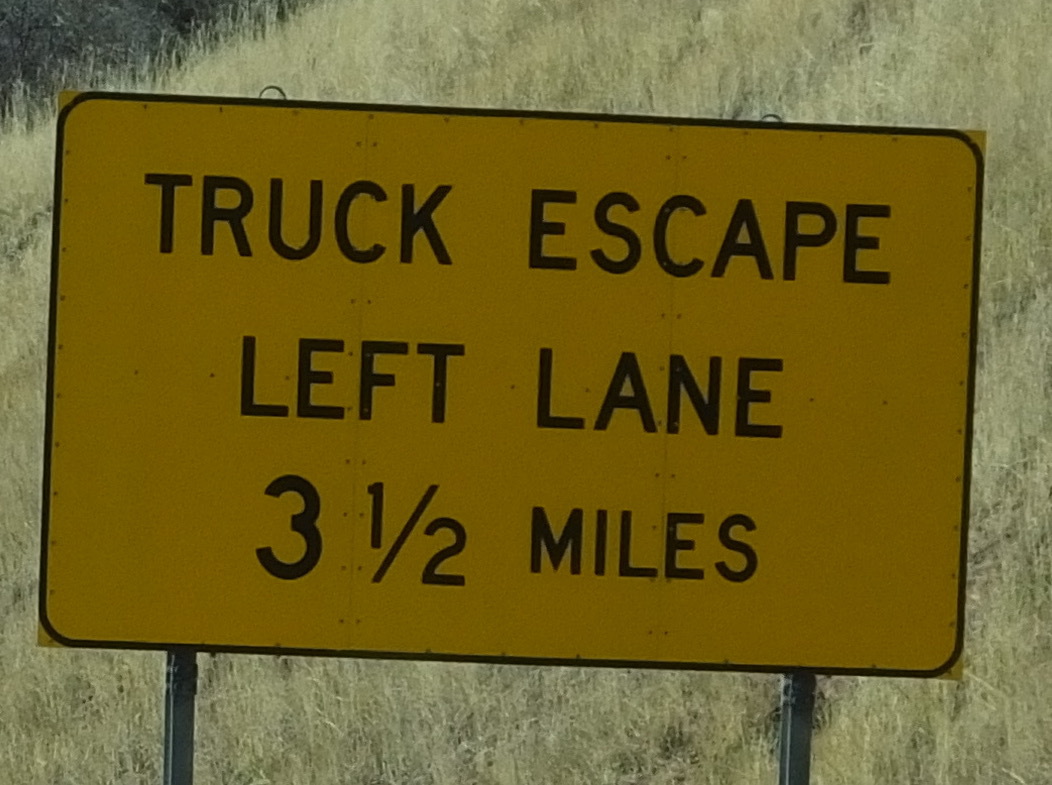 TRUCK ESCAPE
LEFT LANE
3 ½ MILES